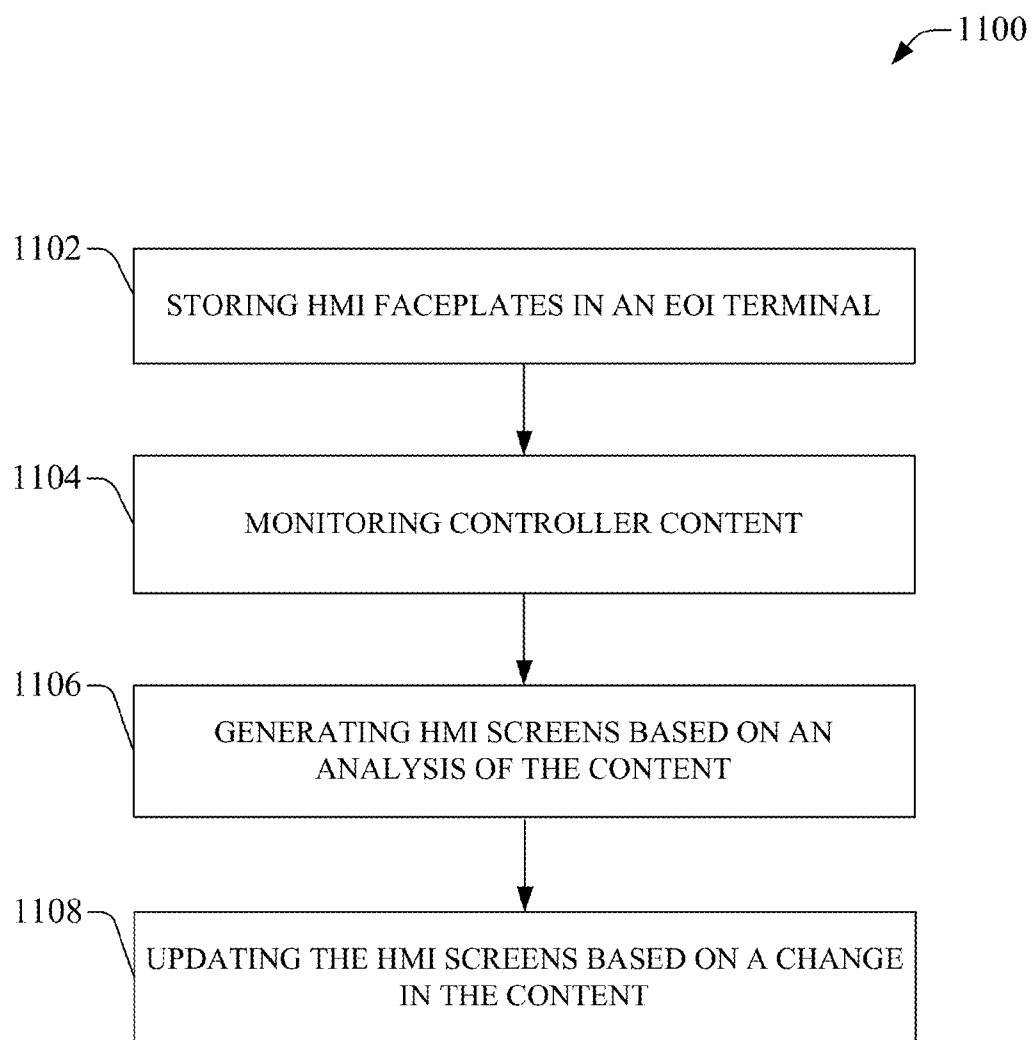 1100
1102
STORING HMI FACEPLATES IN AN EOI TERMINAL
1104
MONITORING CONTROLLER CONTENT
1106
GENERATING HMI SCREENS BASED ON AN
ANALYSIS OF THE CONTENT
1108
UPDATING THE HMI SCREENS BASED ON A CHANGE
IN THE CONTENT